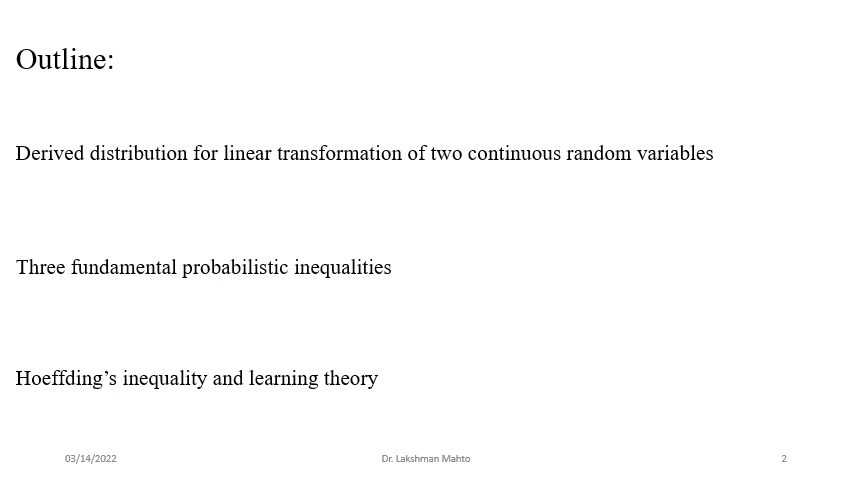 Outline:
Derived distribution for linear transformation of two continuous random variables
Three fundamental probabilistic inequalities
Hoeffding’s inequality and learning theory
03/14/2022
Dr. Lakshman Mahto
2